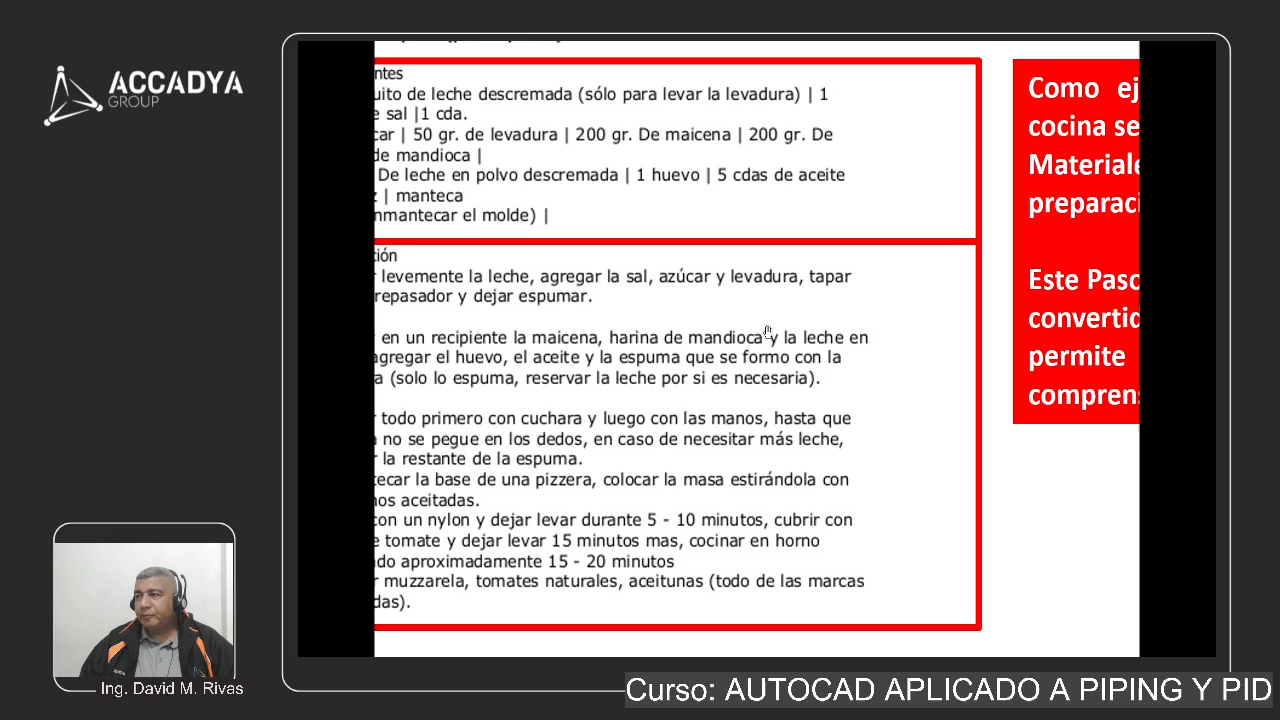 ACCADYA
GROUP
ntes
uito de leche descremada (sólo para levar la levadura) | 1
e sal |1 cda.
car | 50 gr. de levadura | 200 gr. De maicena | 200 gr. De
de mandioca |
De leche en polvo descremada | 1 huevo | 5 cdas de aceite
z | manteca
nmantecar el molde) |
ción
r levemente la leche, agregar la sal, azúcar y levadura, tapar
repasador y dejar espumar.
en un recipiente la maicena, harina de mandioca y la leche en
agregar el huevo, el aceite y la espuma que se formo con la
a (solo lo espuma, reservar la leche por si es necesaria).
r todo primero con cuchara y luego con las manos, hasta que
a no se pegue en los dedos, en caso de necesitar más leche,
r la restante de la espuma.
tecar la base de una pizzera, colocar la masa estirándola con
nos aceitadas.
con un nylon y dejar levar durante 5 - 10 minutos, cubrir con
e tomate y dejar levar 15 minutos mas, cocinar en horno
do aproximadamente 15 - 20 minutos
r muzzarela, tomates naturales, aceitunas (todo de las marcas
das).
Como ej
cocina se
Materiale
preparaci
Este Pasc
convertid
permite
compren
Ing. David M. Rivas
Curso: AUTOCAD APLICADO A PIPING Y PID